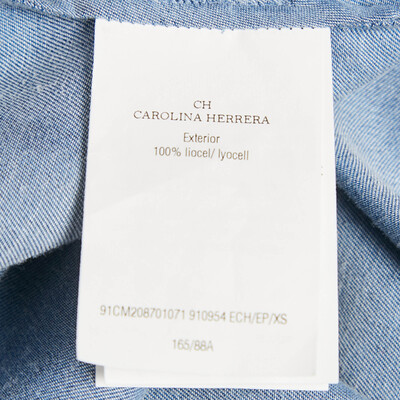 CH
CAROLINA HERRERA
Exterior
100% liocel/ lyocell
91CM208701071 910954 ECH/EP/XS
165/88A